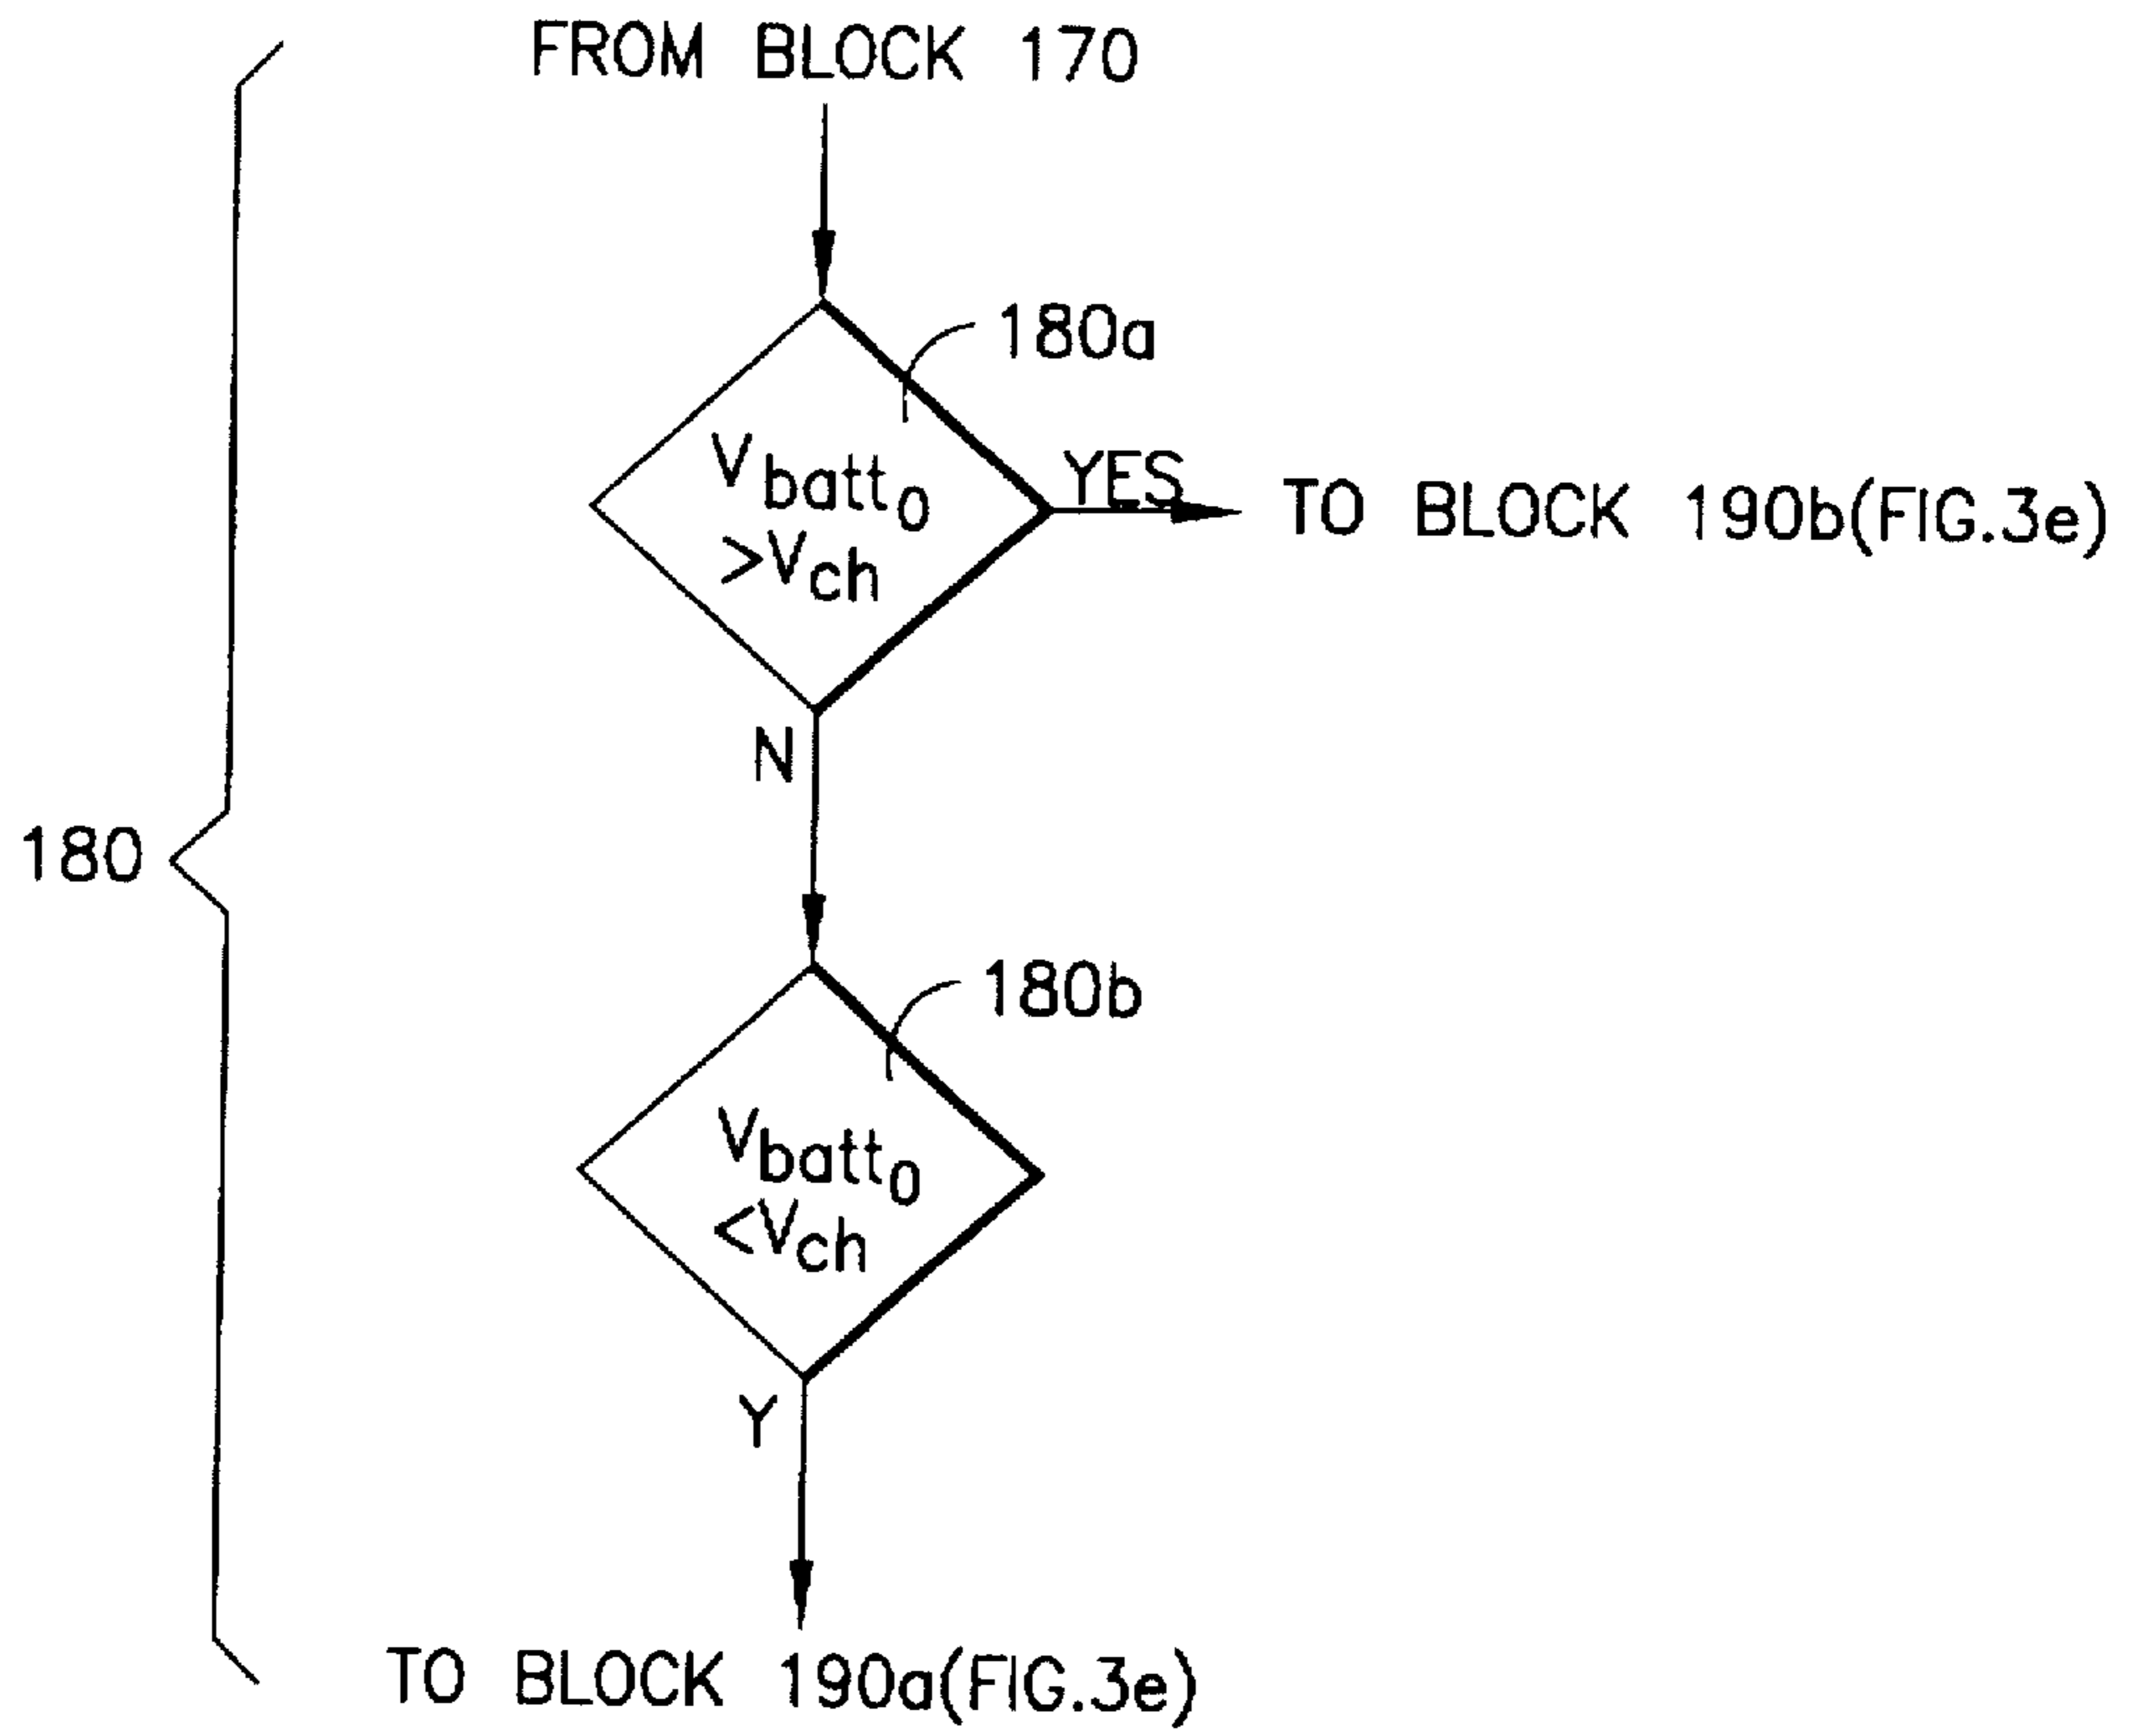 FROM BLOCK 170
180a
Vbatt0
>Vch
YES
TO BLOCK 190b(FIG.3e)
N
180
180b
Vbatt0
<Vch
Y
TO BLOCK 190a(FIG.3e)